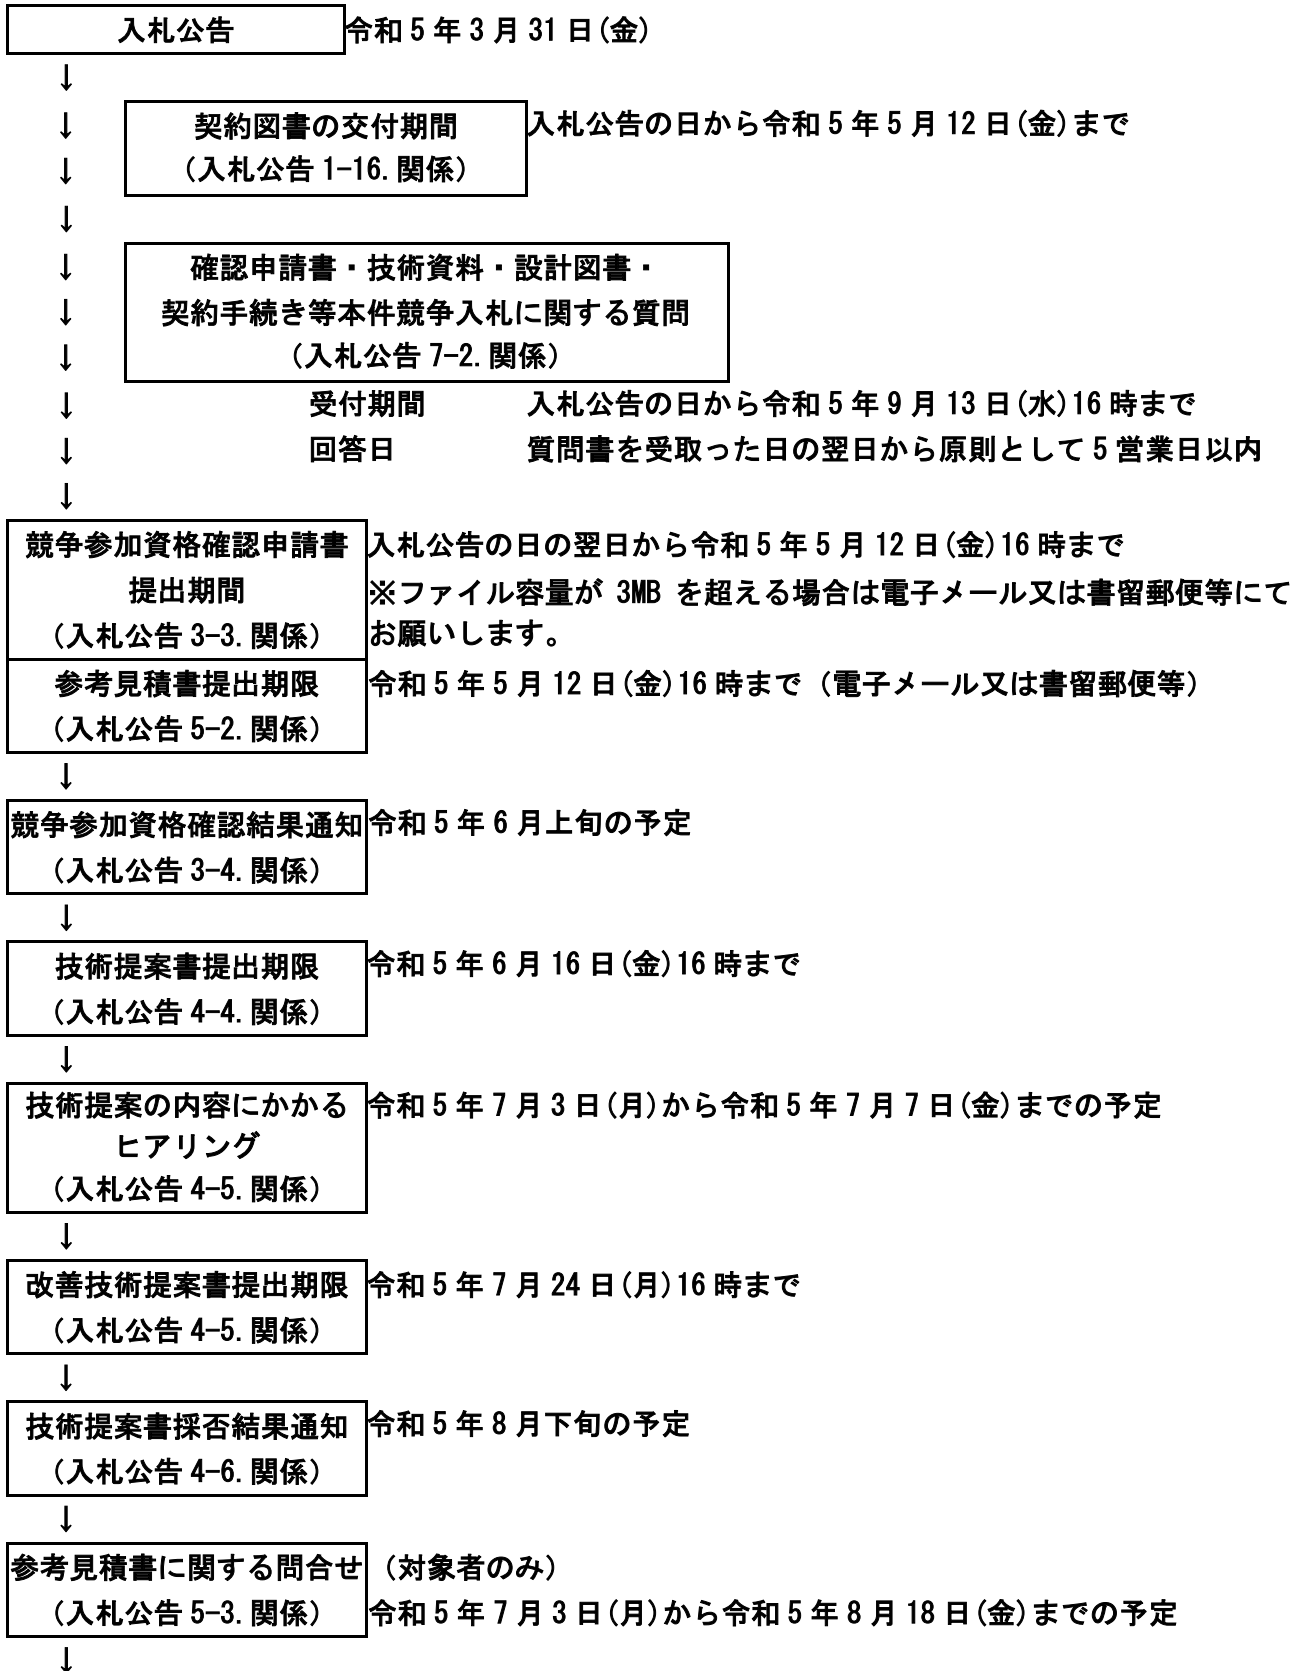 入札公告 令和5年3月31日(金)
↓
↓ 契約図書の交付期間 入札公告の日から令和5年5月12日(金)まで
↓ (入札公告1-16.関係)
↓
↓ 確認申請書・技術資料・設計図書・
↓ 契約手続き等本件競争入札に関する質問
↓ (入札公告7-2.関係)
↓ 受付期間 入札公告の日から令和5年9月13日(水)16時まで
↓ 回答日 質問書を受取った日の翌日から原則として5営業日以内
↓
競争参加資格確認申請書 入札公告の日の翌日から令和5年5月12日(金)16時まで
提出期間 ※ファイル容量が 3MB を超える場合は電子メール又は書留郵便等にて
(入札公告3-3.関係) お願いします。
参考見積書提出期限 令和5年5月12日(金)16時まで(電子メール又は書留郵便等)
(入札公告5-2.関係)
↓
競争参加資格確認結果通知 令和5年6月上旬の予定
(入札公告3-4.関係)
↓
技術提案書提出期限 令和5年6月16日(金)16時まで
(入札公告4-4.関係)
↓
技術提案の内容にかかる 令和5年7月3日(月)から令和5年7月7日(金)までの予定
ヒアリング
(入札公告4-5.関係)
↓
改善技術提案書提出期限 令和5年7月24日(月)16時まで
(入札公告4-5.関係)
↓
技術提案書採否結果通知 令和5年8月下旬の予定
(入札公告4-6.関係)
↓
参考見積書に関する問合せ (対象者のみ)
(入札公告5-3.関係) 令和5年7月3日(月)から令和5年8月18日(金)までの予定
↓